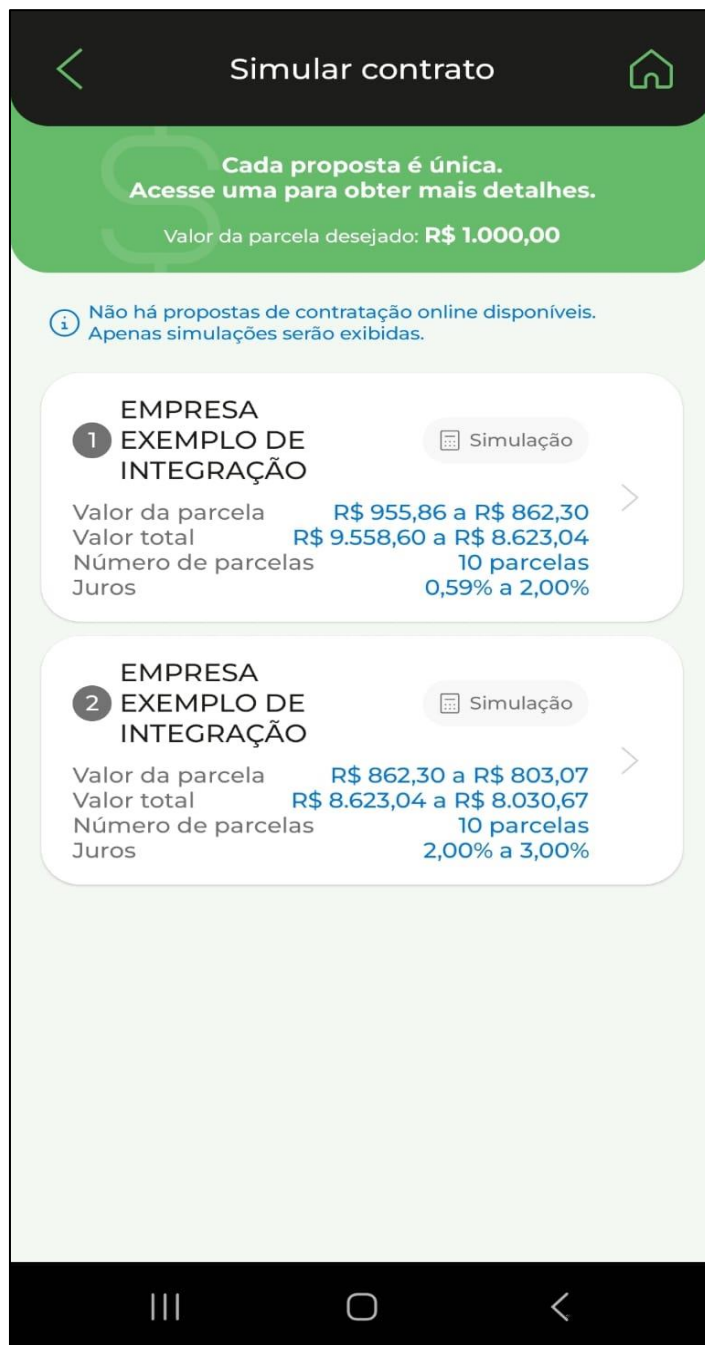 Simular contrato
Cada proposta é única.
Acesse uma para obter mais detalhes.
Valor da parcela desejado: R$ 1.000,00
Não há propostas de contratação online disponíveis.
Apenas simulações serão exibidas.
EMPRESA
1 EXEMPLO DE
INTEGRAÇÃO
Simulação
Valor da parcela R$ 955,86 a R$ 862,30
Valor total R$ 9.558,60 a R$ 8.623,04
Número de parcelas 10 parcelas
Juros 0,59% a 2,00%
EMPRESA
2 EXEMPLO DE
INTEGRAÇÃO
Simulação
Valor da parcela R$ 862,30 a R$ 803,07
Valor total R$ 8.623,04 a R$ 8.030,67
Número de parcelas 10 parcelas
Juros 2,00% a 3,00%